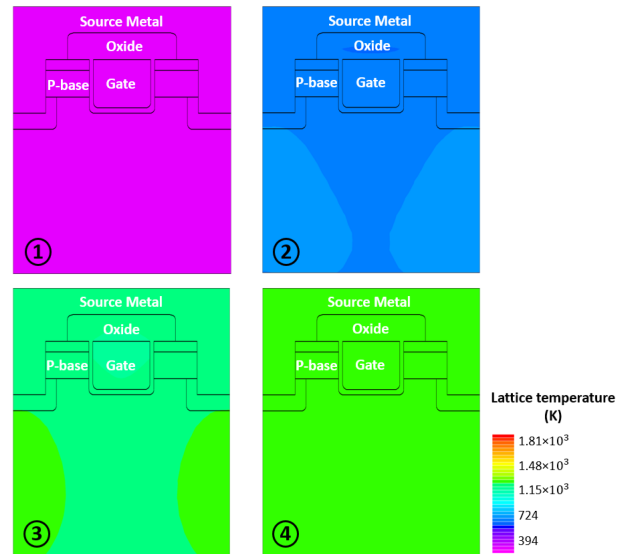 Source Metal
Oxide
P-base Gate
①
Source Metal
Oxide
P-base Gate
②
Source Metal
Oxide
P-base Gate
③
Source Metal
Oxide
P-base Gate
④
Lattice temperature
(K)
1.81×10³
1.48×10³
1.15×10³
724
394